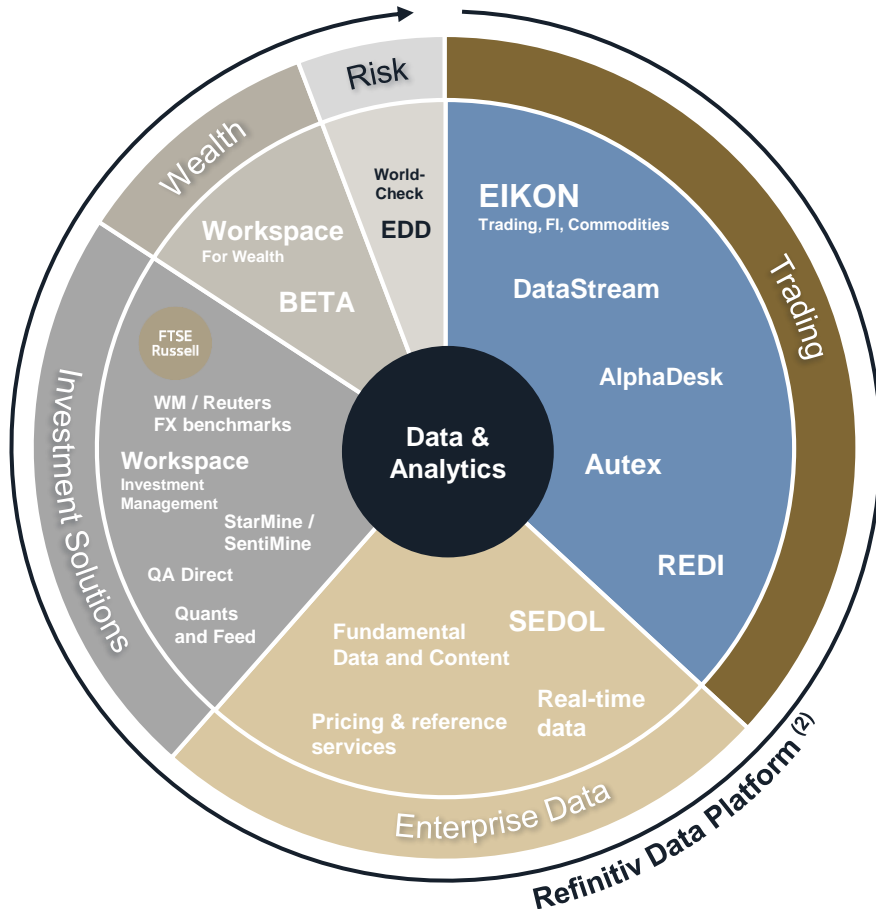 Risk
Wealth
Trading
Investment Solutions
Enterprise Data
World-
Check
EDD
EIKON
Trading, FI, Commodities
DataStream
AlphaDesk
Autex
REDI
Workspace
For Wealth
BETA
FTSE
Russell
WM / Reuters
FX benchmarks
Workspace
Investment
Management
StarMine /
SentiMine
QA Direct
Quants
and Feed
Data &
Analytics
SEDOL
Fundamental
Data and Content
Real-time
data
Pricing & reference
services
Refinitiv Data Platform (2)